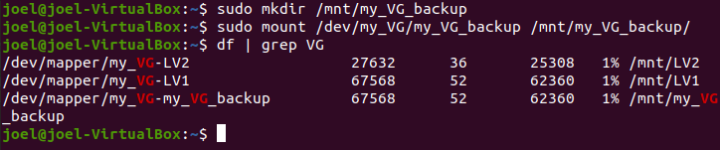 joel@joel-VirtualBox:~$ sudo mkdir /mnt/my_VG_backup
joel@joel-VirtualBox:~$ sudo mount /dev/my_VG/my_VG_backup /mnt/my_VG_backup/
joel@joel-VirtualBox:~$ df | grep VG
/dev/mapper/my_VG-LV2                  27632      36     25308   1% /mnt/LV2
/dev/mapper/my_VG-LV1                  67568      52     62360   1% /mnt/LV1
/dev/mapper/my_VG-my_VG_backup         67568      52     62360   1% /mnt/my_VG
_backup
joel@joel-VirtualBox:~$